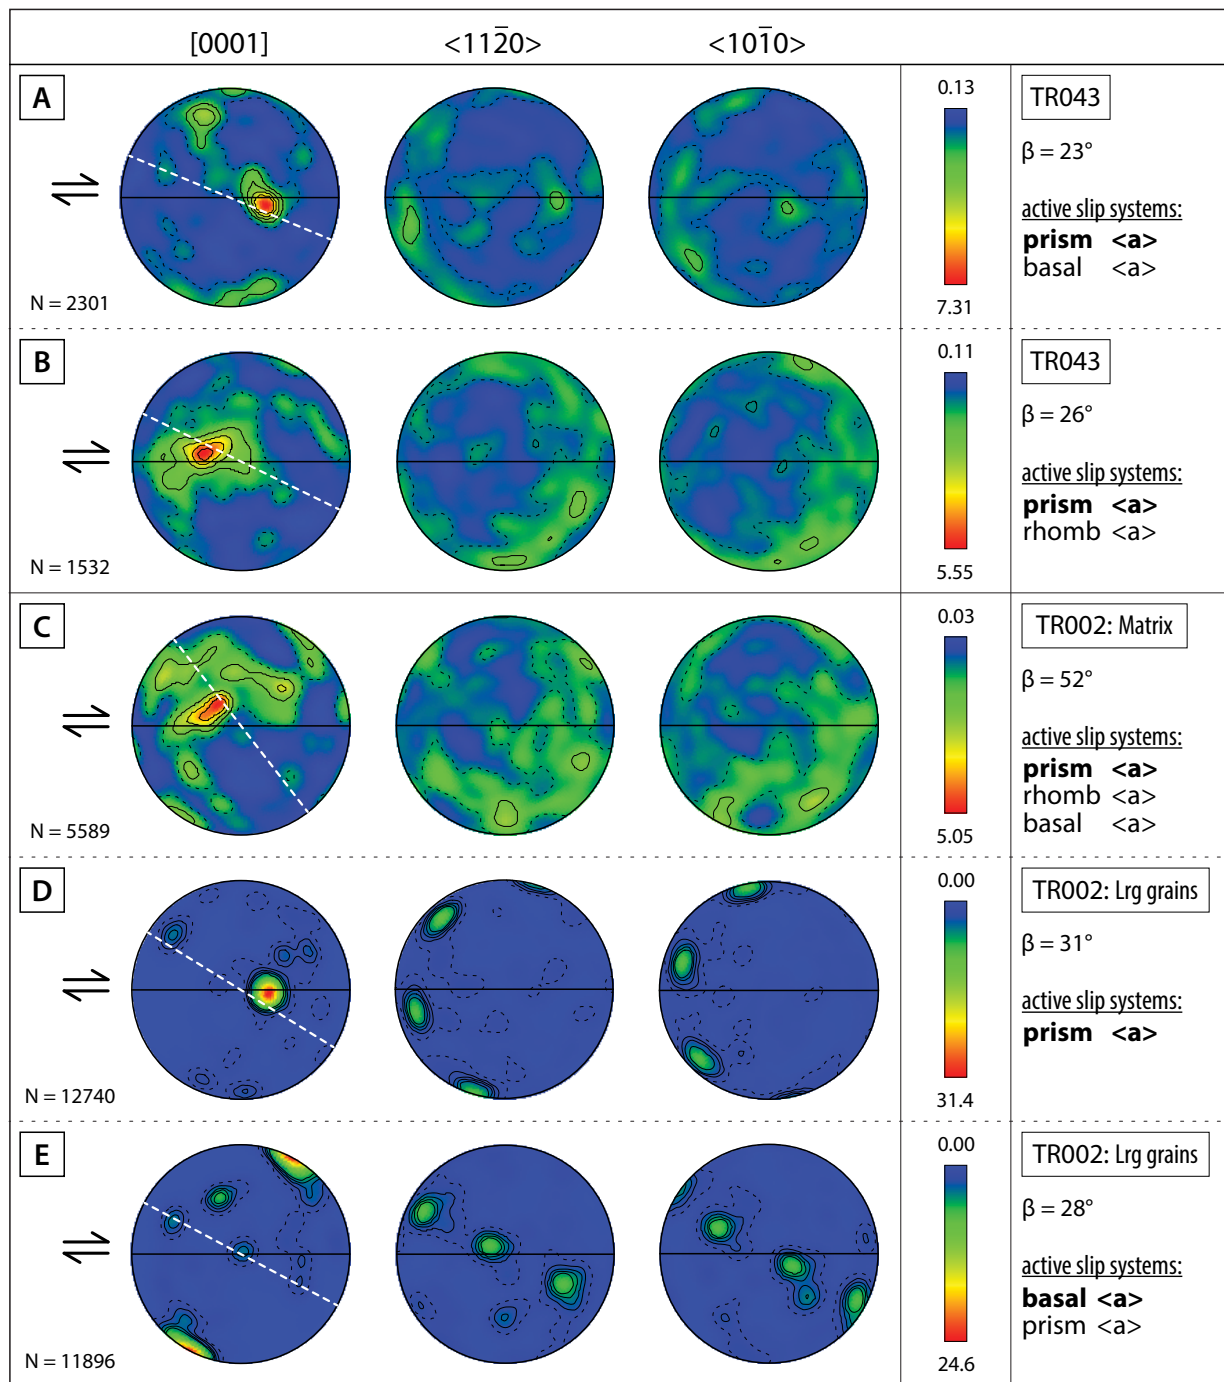 [0001] <112̅0> <101̅0>
A
0.13
TR043
β = 23°
active slip systems:
prism <a>
basal <a>
N = 2301
7.31
B
0.11
TR043
β = 26°
active slip systems:
prism <a>
rhomb <a>
N = 1532
5.55
C
0.03
TR002: Matrix
β = 52°
active slip systems:
prism <a>
rhomb <a>
basal <a>
N = 5589
5.05
D
0.00
TR002: Lrg grains
β = 31°
active slip systems:
prism <a>
N = 12740
31.4
E
0.00
TR002: Lrg grains
β = 28°
active slip systems:
basal <a>
prism <a>
N = 11896
24.6